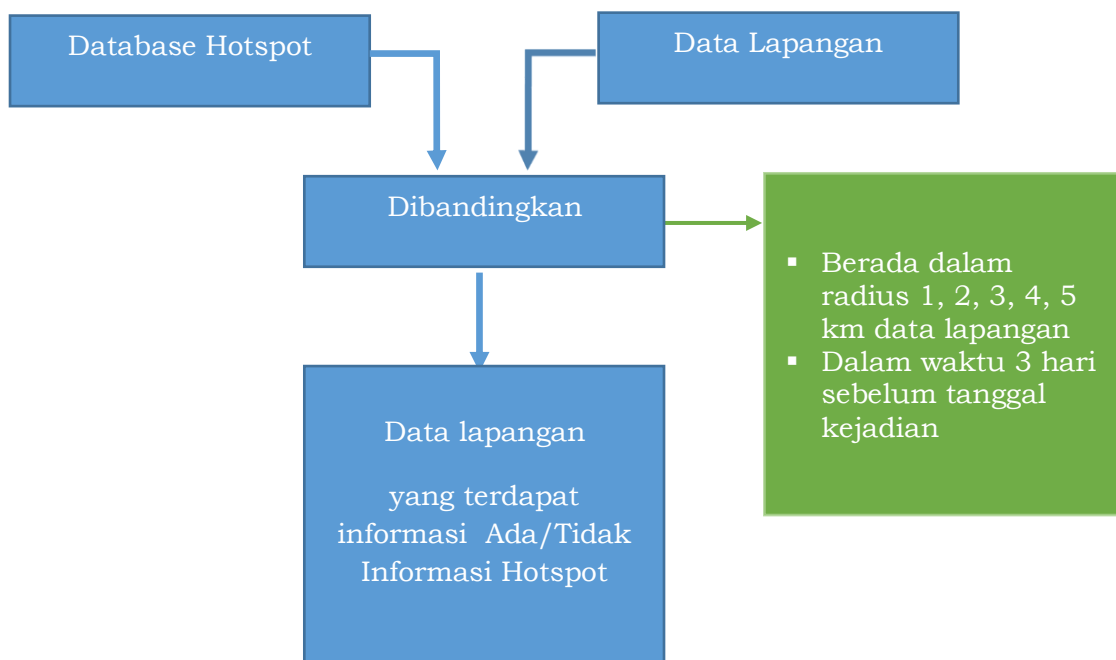 Database Hotspot
Data Lapangan
Dibandingkan
▪ Berada dalam
radius 1, 2, 3, 4, 5
km data lapangan
▪ Dalam waktu 3 hari
sebelum tanggal
kejadian
Data lapangan
yang terdapat
informasi Ada/Tidak
Informasi Hotspot